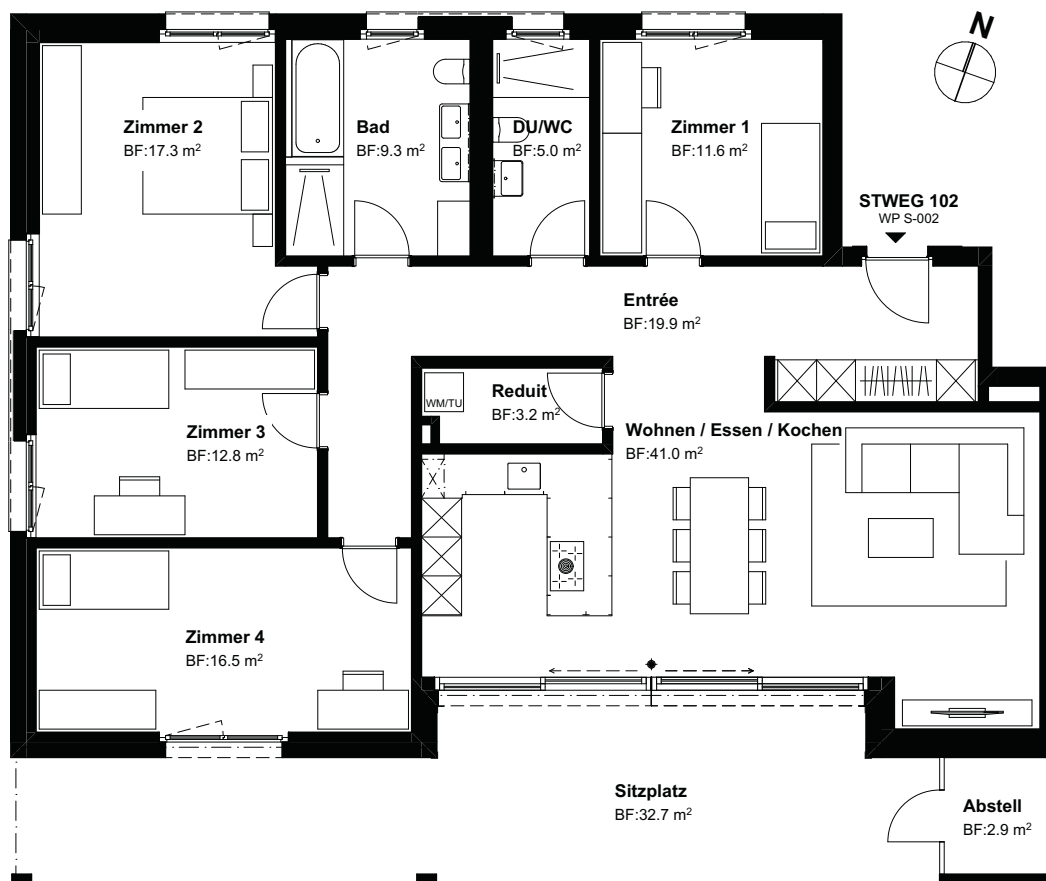 N
Zimmer 2
BF:17.3 m²
Bad
BF:9.3 m²
DU/WC
BF:5.0 m²
Zimmer 1
BF:11.6 m²
STWEG 102
WP S-002
Entrée
BF:19.9 m²
WM/TU
Reduit
BF:3.2 m²
Zimmer 3
BF:12.8 m²
Wohnen / Essen / Kochen
BF:41.0 m²
Zimmer 4
BF:16.5 m²
Sitzplatz
BF:32.7 m²
Abstell
BF:2.9 m²